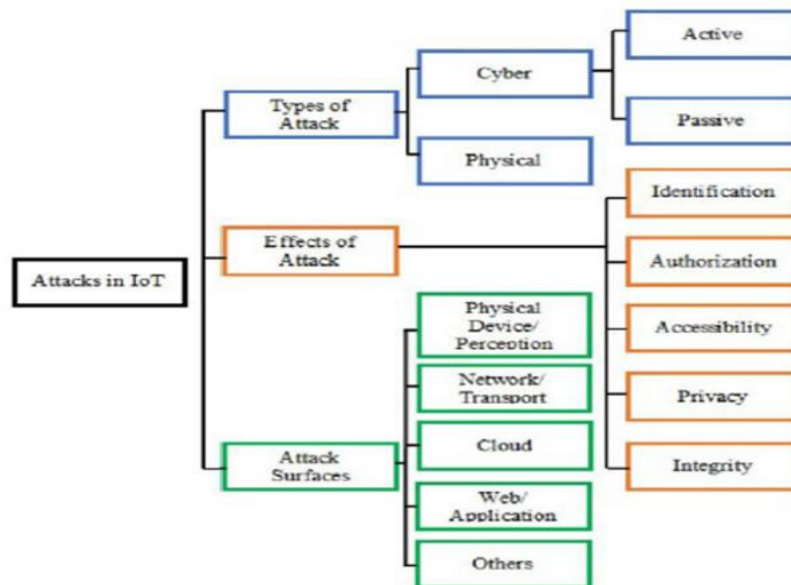 Active
Cyber
Types of
Attack
Passive
Physical
Identification
Effects of
Attack
Authorization
Attacks in IoT
Physical
Device/
Perception
Accessibility
Network/
Transport
Privacy
Cloud
Attack
Surfaces
Integrity
Web/
Application
Others